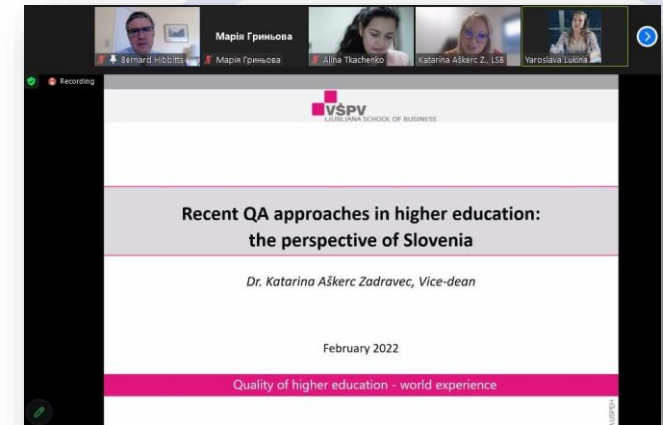 Марія Гриньова
Bernard Hibbitts
Марія Гриньова
Alina Tkachenko
Katarina Aškerc Z., LSB
Yaroslava Lukina
Recording
VŠPV
LJUBLJANA SCHOOL OF BUSINESS
Recent QA approaches in higher education:
the perspective of Slovenia
Dr. Katarina Aškerc Zadravec, Vice-dean
February 2022
Quality of higher education - world experience